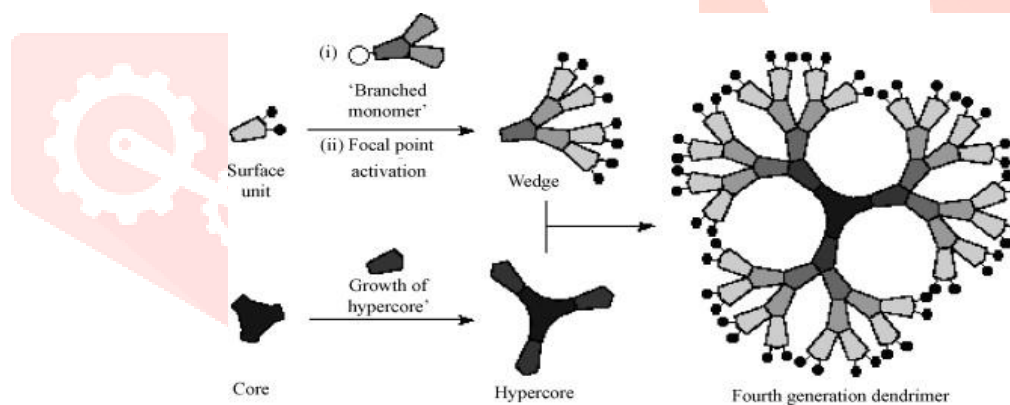 (i)
‘Branched
monomer’
(ii) Focal point
activation
Surface
unit
Wedge
Growth of
hypercore’
Core
Hypercore
Fourth generation dendrimer